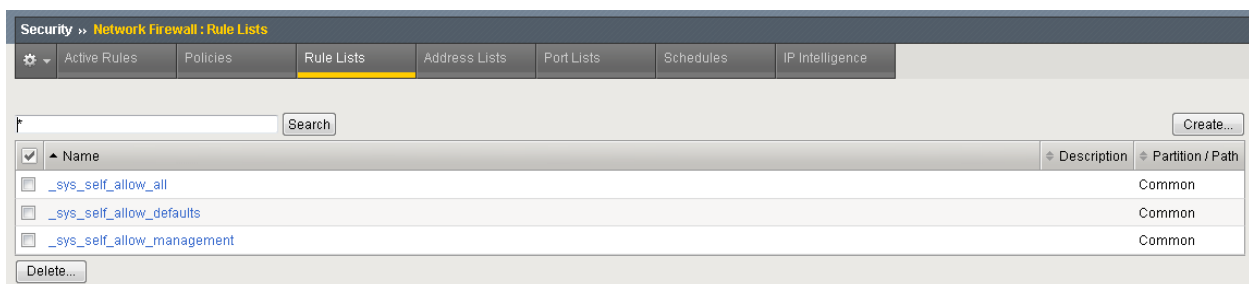 Security » Network Firewall : Rule Lists
Active Rules Policies Rule Lists Address Lists Port Lists Schedules IP Intelligence
* Search Create...
Name Description Partition / Path
_sys_self_allow_all Common
_sys_self_allow_defaults Common
_sys_self_allow_management Common
Delete...